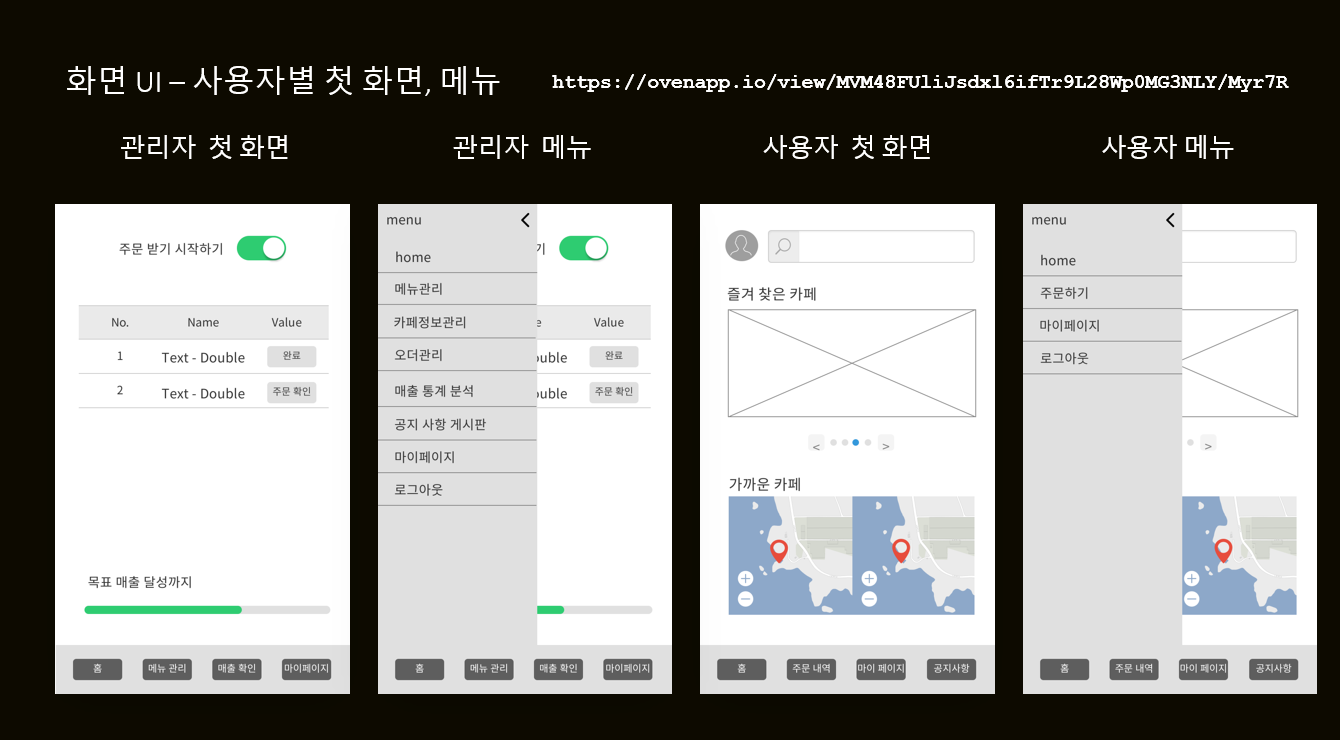 화면 UI – 사용자별 첫 화면, 메뉴
https://ovenapp.io/view/MVM48FUliJsdxl6ifTr9L28Wp0MG3NLY/Myr7R
관리자 첫 화면
관리자 메뉴
사용자 첫 화면
사용자 메뉴
주문 받기 시작하기
No. Name Value
1 Text - Double 완료
2 Text - Double 주문 확인
목표 매출 달성까지
홈 메뉴 관리 매출 확인 마이페이지
menu
기
home
메뉴관리
카페정보관리
e Value
오더관리
uble 완료
매출 통계 분석
uble 주문 확인
공지 사항 게시판
마이페이지
로그아웃
홈 메뉴 관리 매출 확인 마이페이지
즐겨 찾은 카페
< >
가까운 카페
홈 주문 내역 마이 페이지 공지사항
menu
home
주문하기
마이페이지
로그아웃
>
홈 주문 내역 마이 페이지 공지사항